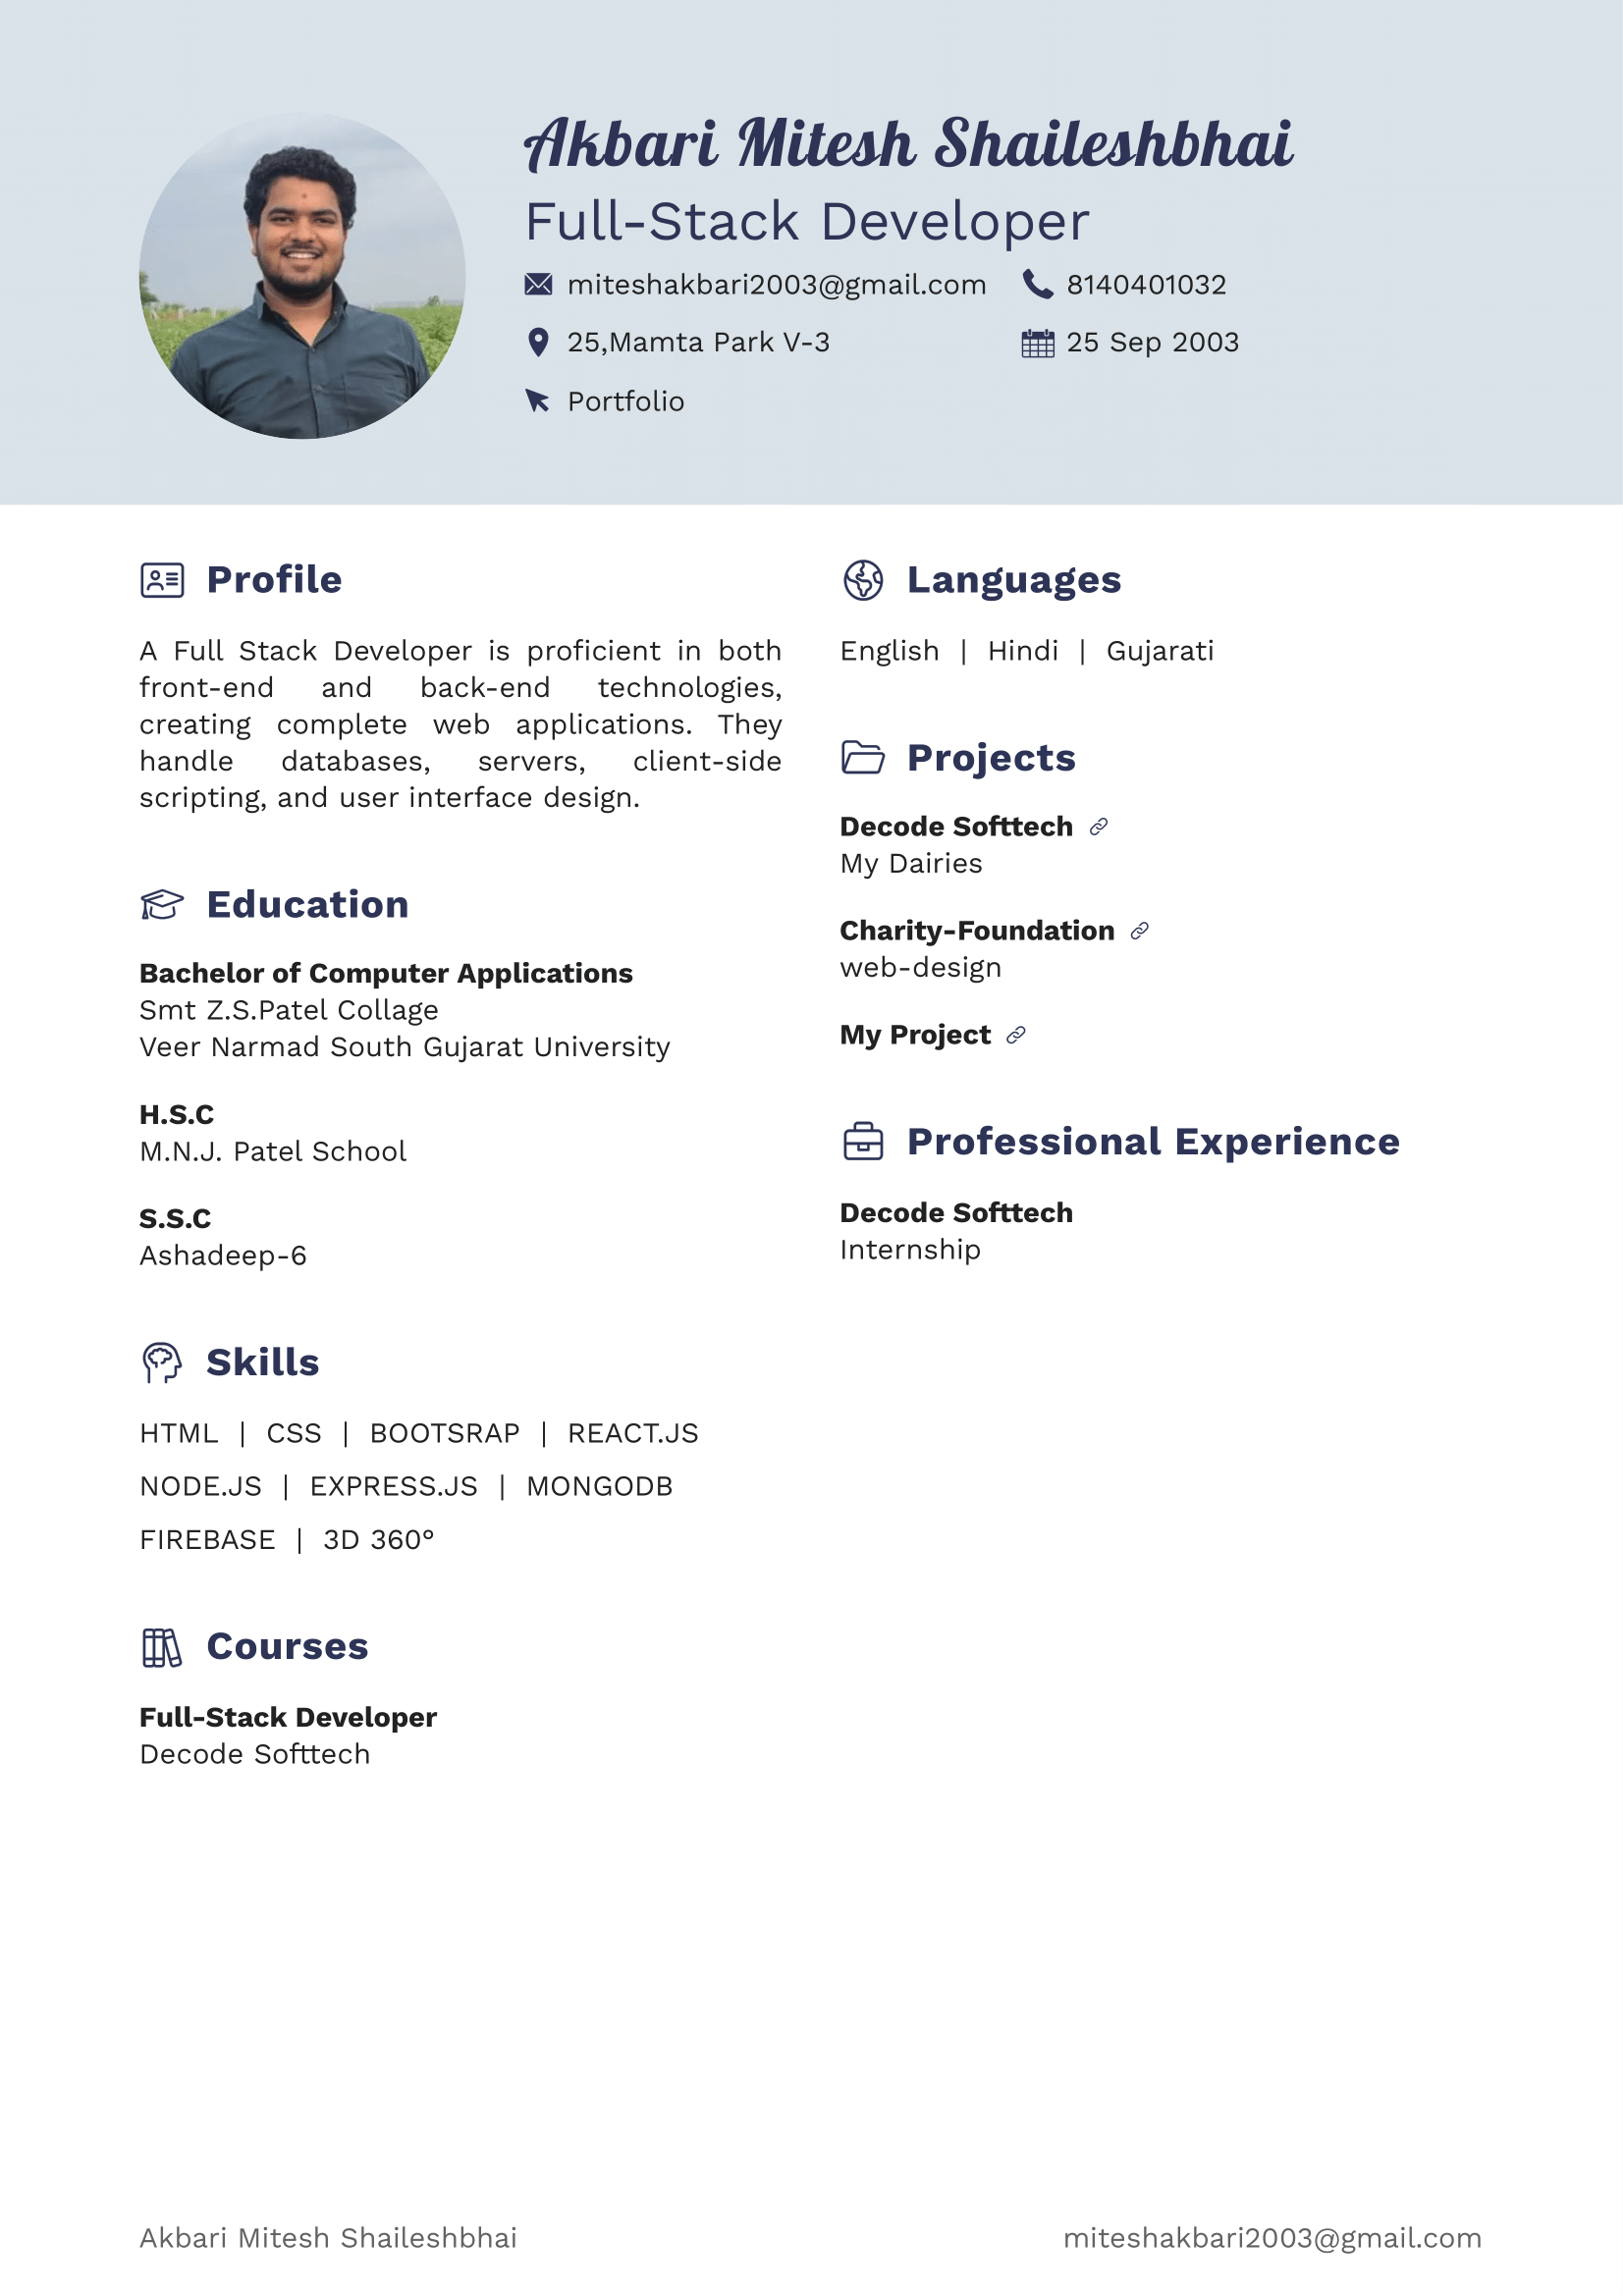 Akbari Mitesh Shaileshbhai
Full-Stack Developer
miteshakbari2003@gmail.com 8140401032
25,Mamta Park V-3 25 Sep 2003
Portfolio
Profile
A Full Stack Developer is proficient in both
front-end and back-end technologies,
creating complete web applications. They
handle databases, servers, client-side
scripting, and user interface design.
Education
Bachelor of Computer Applications
Smt Z.S.Patel Collage
Veer Narmad South Gujarat University
H.S.C
M.N.J. Patel School
S.S.C
Ashadeep-6
Skills
HTML | CSS | BOOTSRAP | REACT.JS
NODE.JS | EXPRESS.JS | MONGODB
FIREBASE | 3D 360°
Courses
Full-Stack Developer
Decode Softtech
Languages
English | Hindi | Gujarati
Projects
Decode Softtech
My Dairies
Charity-Foundation
web-design
My Project
Professional Experience
Decode Softtech
Internship
Akbari Mitesh Shaileshbhai miteshakbari2003@gmail.com